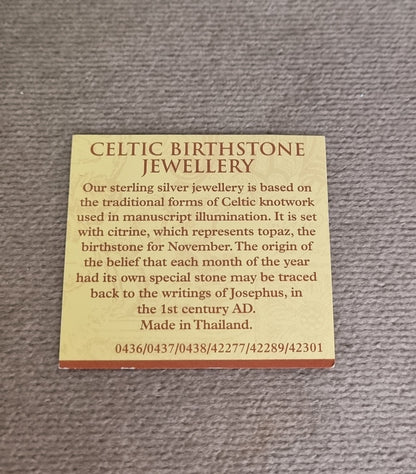 CELTIC BIRTHSTONE
JEWELLERY
Our sterling silver jewellery is based on
the traditional forms of Celtic knotwork
used in manuscript illumination. It is set
with citrine, which represents topaz, the
birthstone for November. The origin of
the belief that each month of the year
had its own special stone may be traced
back to the writings of Josephus, in
the 1st century AD.
Made in Thailand.
0436/0437/0438/42277/42289/42301